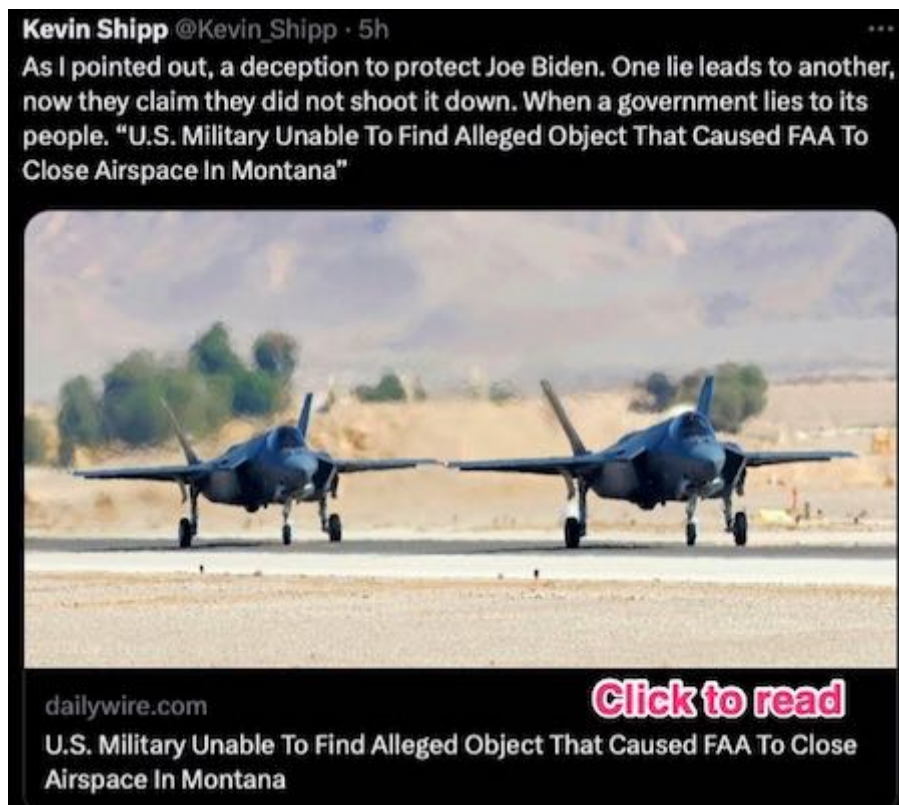 Kevin Shipp @Kevin_Shipp · 5h
As I pointed out, a deception to protect Joe Biden. One lie leads to another,
now they claim they did not shoot it down. When a government lies to its
people. “U.S. Military Unable To Find Alleged Object That Caused FAA To
Close Airspace In Montana”
dailywire.com
Click to read
U.S. Military Unable To Find Alleged Object That Caused FAA To Close
Airspace In Montana